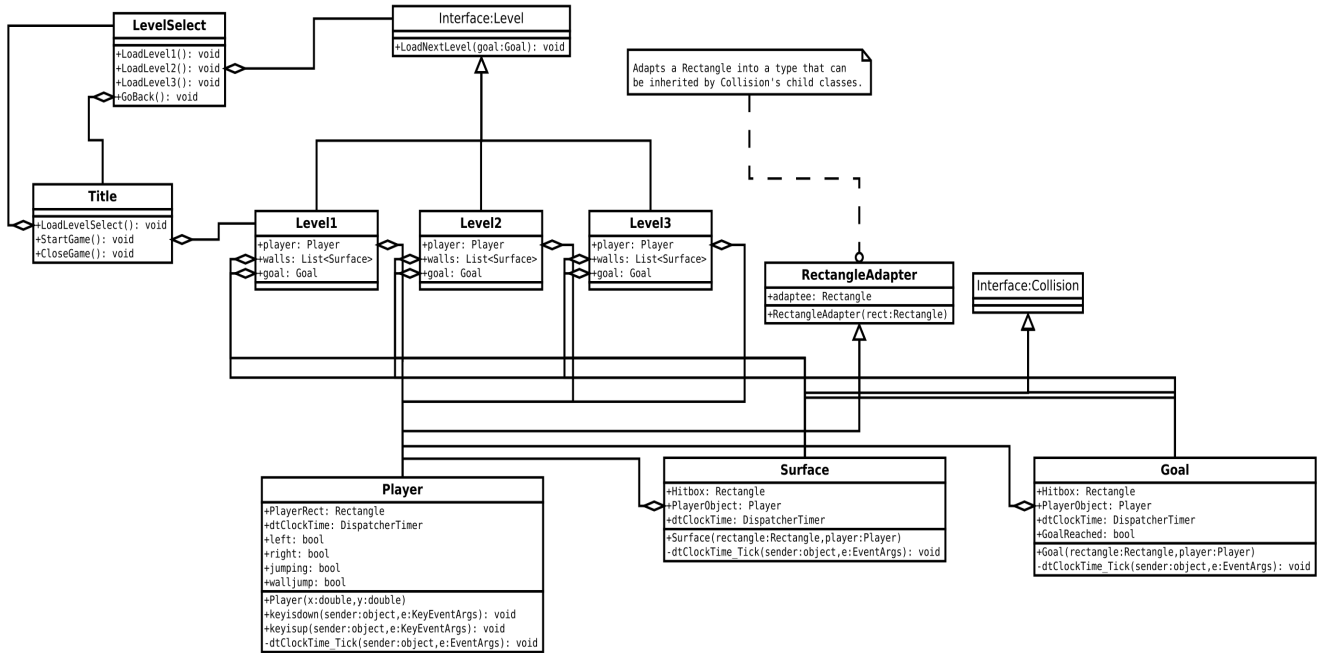 LevelSelect
+LoadLevel1(): void
+LoadLevel2(): void
+LoadLevel3(): void
+GoBack(): void
Interface:Level
+LoadNextLevel(goal:Goal): void
Adapts a Rectangle into a type that can
be inherited by Collision's child classes.
Title
+LoadLevelSelect(): void
+StartGame(): void
+CloseGame(): void
Level1
+player: Player
+walls: List<Surface>
+goal: Goal
Level2
+player: Player
+walls: List<Surface>
+goal: Goal
Level3
+player: Player
+walls: List<Surface>
+goal: Goal
RectangleAdapter
+adaptee: Rectangle
+RectangleAdapter(rect:Rectangle)
Interface:Collision
Player
+PlayerRect: Rectangle
+dtClockTime: DispatcherTimer
+left: bool
+right: bool
+jumping: bool
+walljump: bool
+Player(x:double,y:double)
+keyisdown(sender:object,e:KeyEventArgs): void
+keyisup(sender:object,e:KeyEventArgs): void
-dtClockTime_Tick(sender:object,e:EventArgs): void
Surface
+Hitbox: Rectangle
+PlayerObject: Player
+dtClockTime: DispatcherTimer
+Surface(rectangle:Rectangle,player:Player)
-dtClockTime_Tick(sender:object,e:EventArgs): void
Goal
+Hitbox: Rectangle
+PlayerObject: Player
+dtClockTime: DispatcherTimer
+GoalReached: bool
+Goal(rectangle:Rectangle,player:Player)
-dtClockTime_Tick(sender:object,e:EventArgs): void